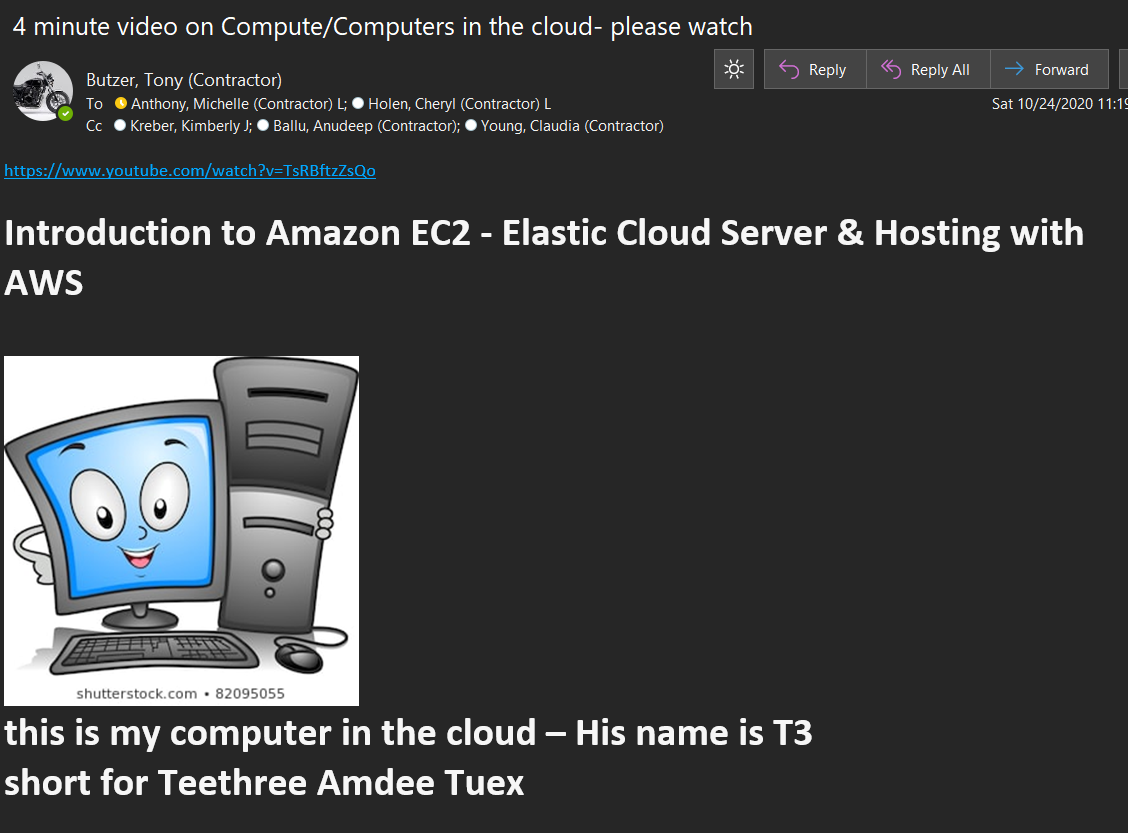 4 minute video on Compute/Computers in the cloud- please watch
Butzer, Tony (Contractor)
Reply
Reply All
Forward
To Anthony, Michelle (Contractor) L; Holen, Cheryl (Contractor) L
Sat 10/24/2020 11:19
Cc Kreber, Kimberly J; Ballu, Anudeep (Contractor); Young, Claudia (Contractor)
https://www.youtube.com/watch?v=TsRBftzZsQo
Introduction to Amazon EC2 - Elastic Cloud Server & Hosting with
AWS
shutterstock.com • 82095055
this is my computer in the cloud – His name is T3
short for Teethree Amdee Tuex